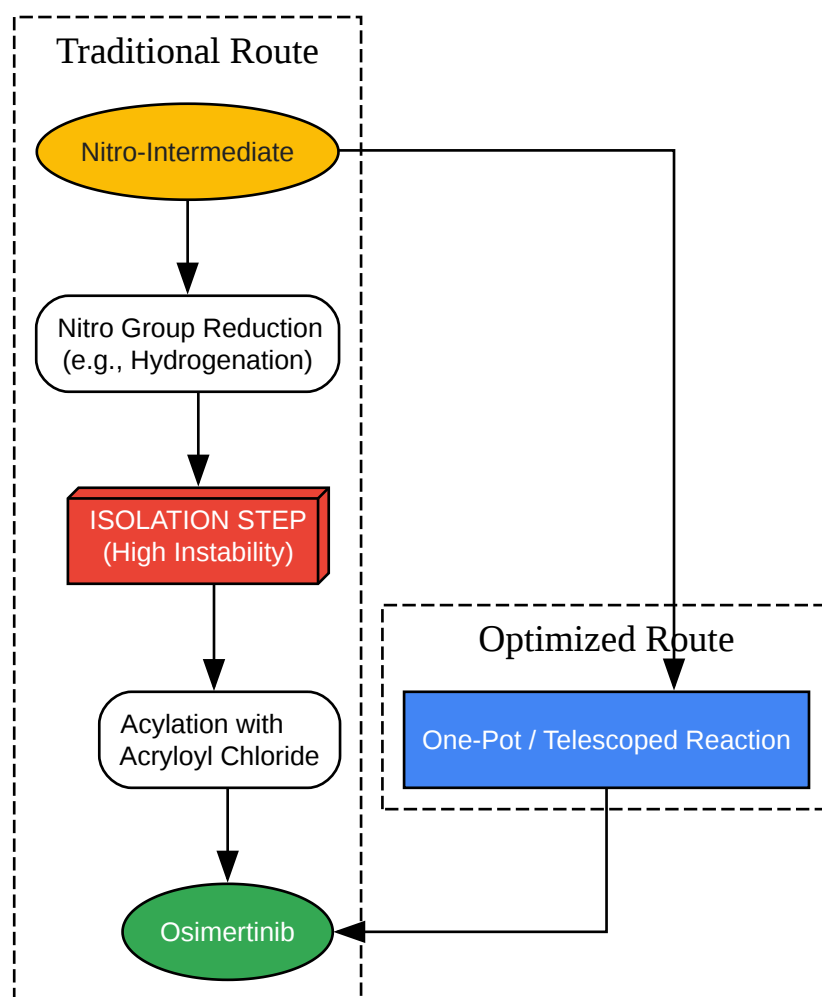 Traditional Route
Nitro-Intermediate
Nitro Group Reduction
(e.g., Hydrogenation)
ISOLATION STEP
(High Instability)
Acylation with
Acryloyl Chloride
Osimertinib
Optimized Route
One-Pot / Telescoped Reaction